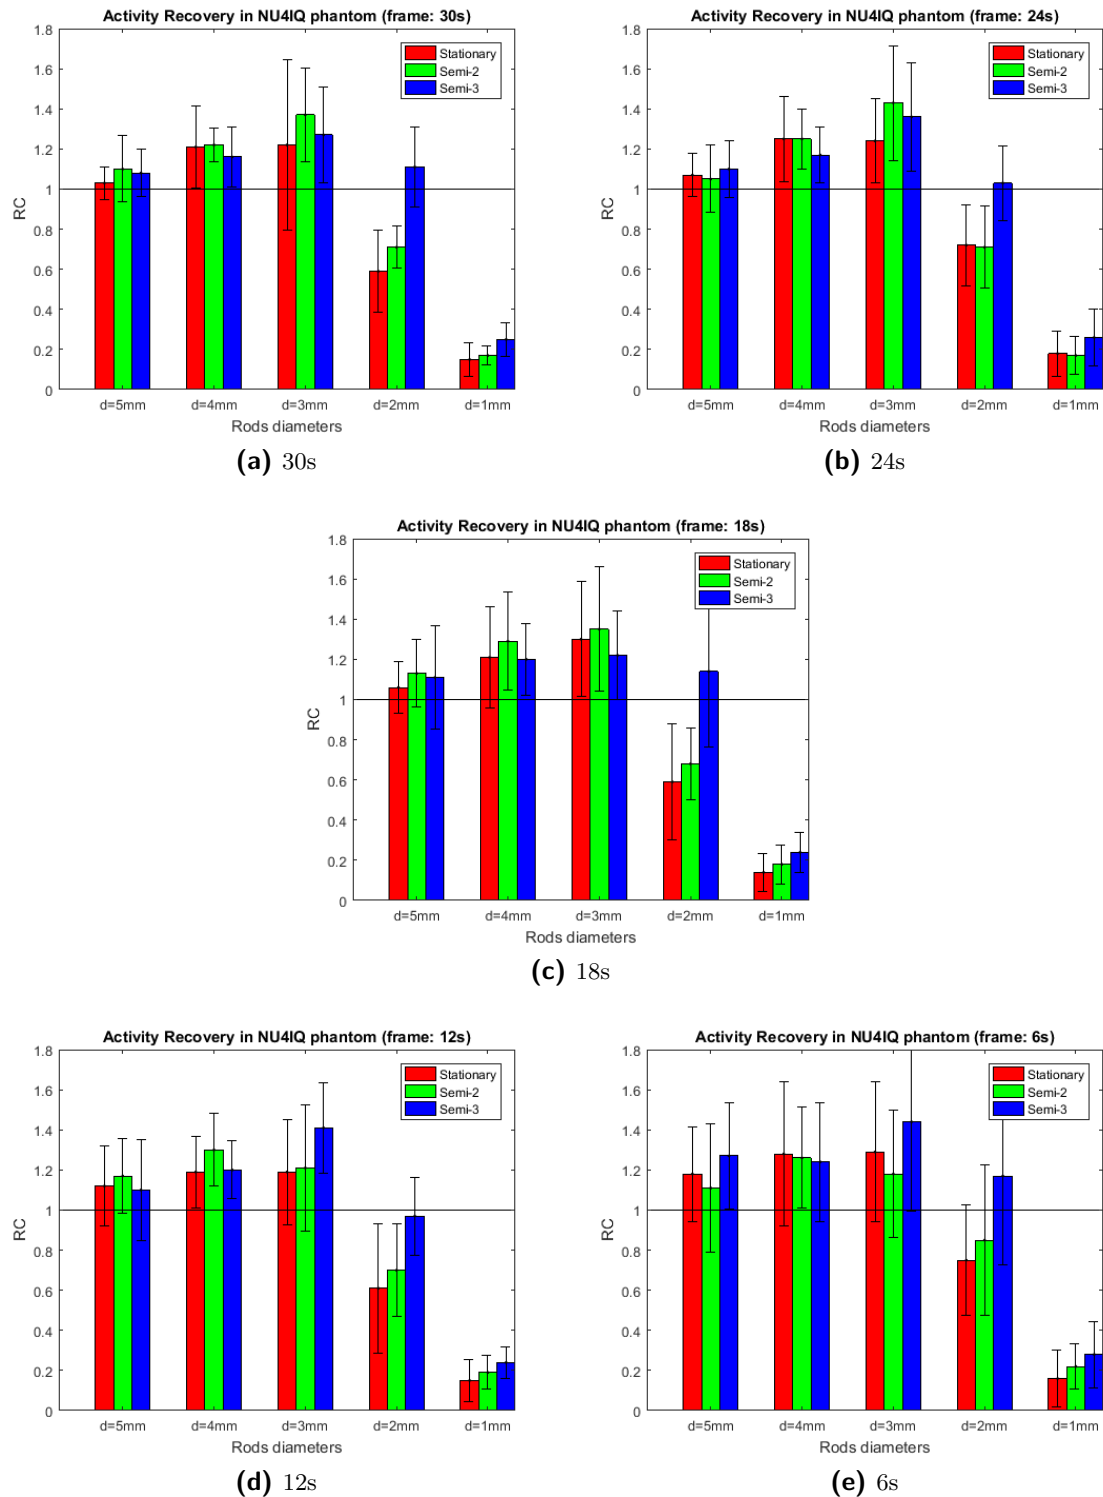 Activity Recovery in NU4IQ phantom (frame: 30s)
1.8
1.6
1.4
1.2
1
0.8
0.6
0.4
0.2
0
RC
Stationary
Semi-2
Semi-3
d=5mm d=4mm d=3mm d=2mm d=1mm
Rods diameters
(a) 30s
Activity Recovery in NU4IQ phantom (frame: 24s)
1.8
1.6
1.4
1.2
1
0.8
0.6
0.4
0.2
0
RC
Stationary
Semi-2
Semi-3
d=5mm d=4mm d=3mm d=2mm d=1mm
Rods diameters
(b) 24s
Activity Recovery in NU4IQ phantom (frame: 18s)
1.8
1.6
1.4
1.2
1
0.8
0.6
0.4
0.2
0
RC
Stationary
Semi-2
Semi-3
d=5mm d=4mm d=3mm d=2mm d=1mm
Rods diameters
(c) 18s
Activity Recovery in NU4IQ phantom (frame: 12s)
1.8
1.6
1.4
1.2
1
0.8
0.6
0.4
0.2
0
RC
Stationary
Semi-2
Semi-3
d=5mm d=4mm d=3mm d=2mm d=1mm
Rods diameters
(d) 12s
Activity Recovery in NU4IQ phantom (frame: 6s)
1.8
1.6
1.4
1.2
1
0.8
0.6
0.4
0.2
0
RC
Stationary
Semi-2
Semi-3
d=5mm d=4mm d=3mm d=2mm d=1mm
Rods diameters
(e) 6s